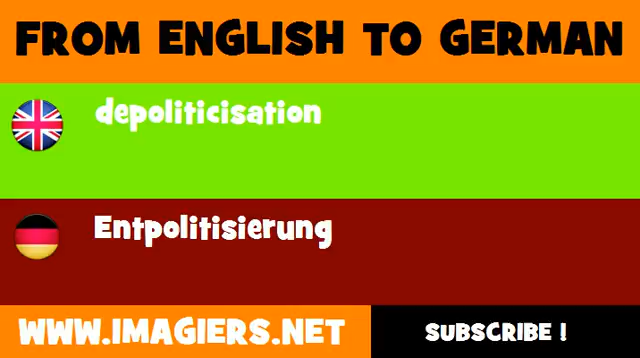 FROM ENGLISH TO GERMAN
depoliticisation
Entpolitisierung
WWW.IMAGIERS.NET
SUBSCRIBE !